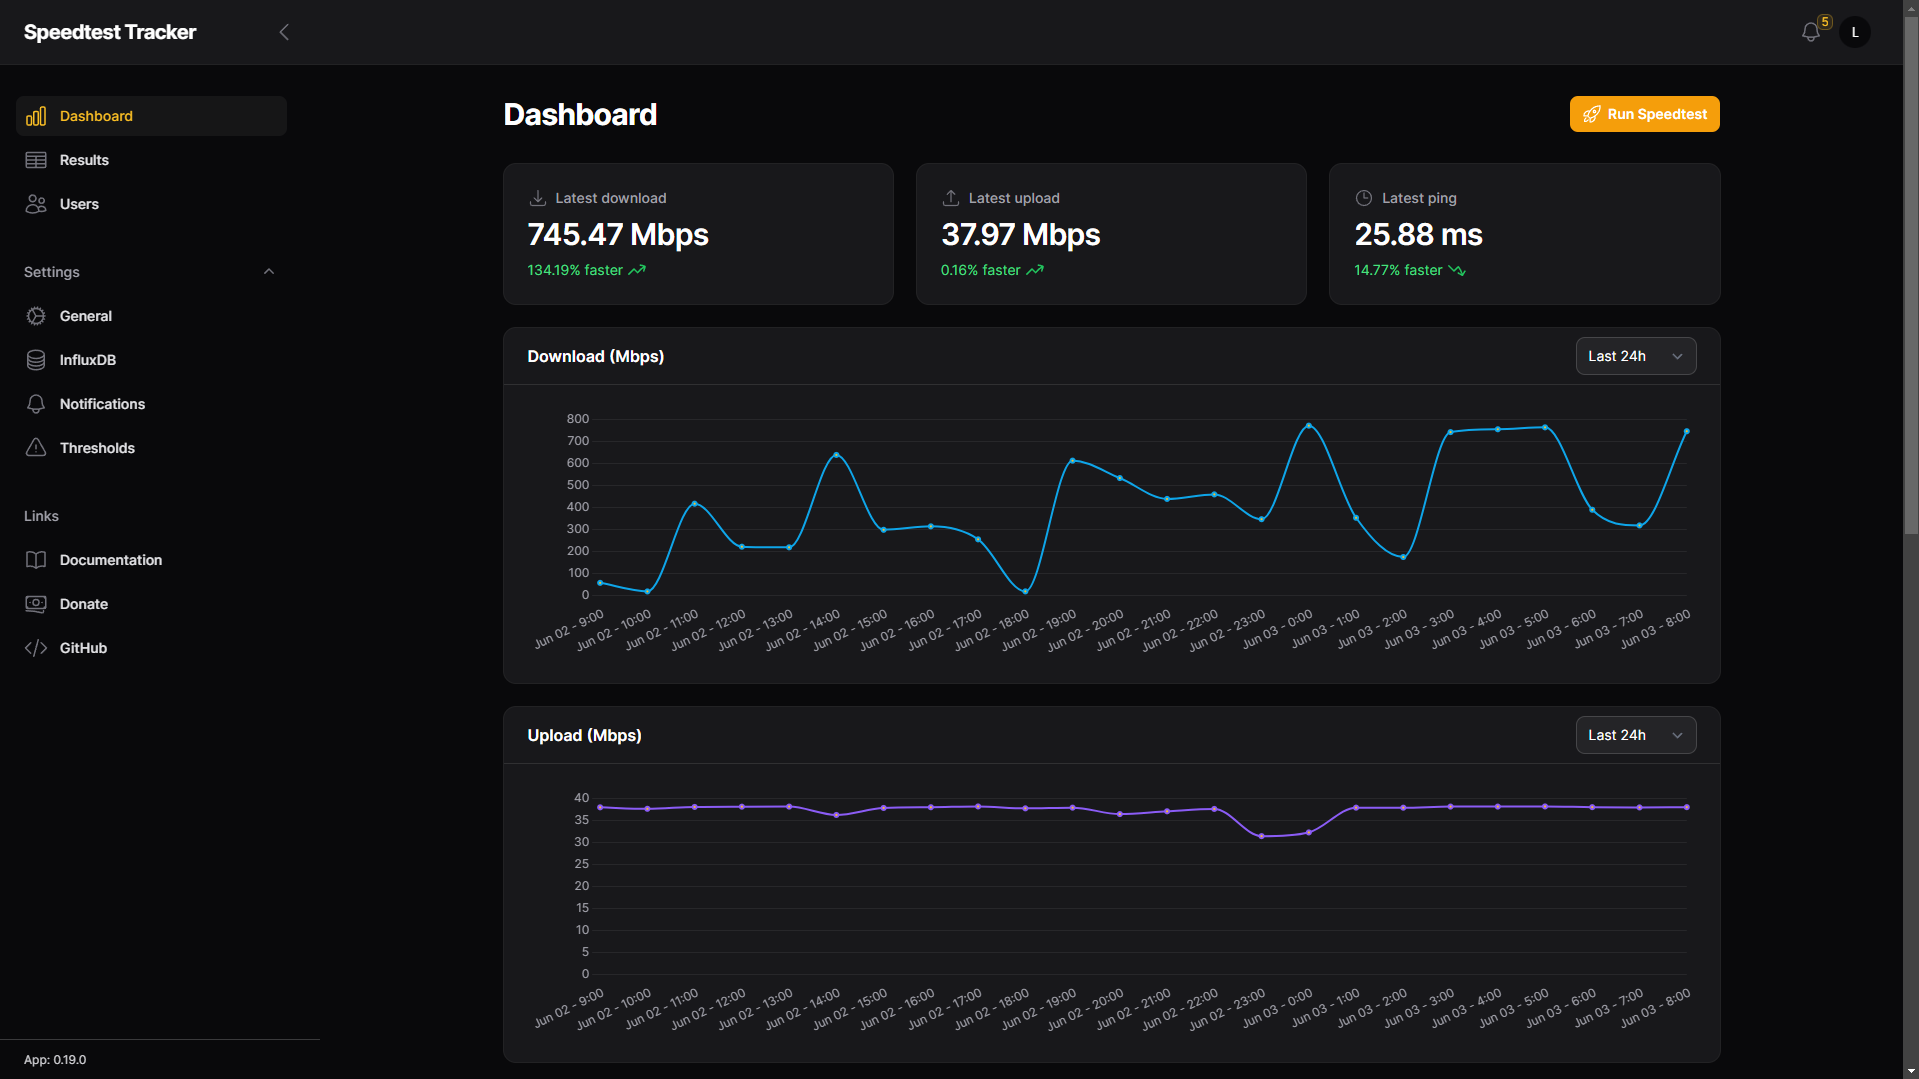 Speedtest Tracker
5
L
Dashboard
Results
Users
Settings
General
InfluxDB
Notifications
Thresholds
Links
Documentation
Donate
GitHub
App: 0.19.0
Dashboard
Run Speedtest
Latest download
745.47 Mbps
134.19% faster
Latest upload
37.97 Mbps
0.16% faster
Latest ping
25.88 ms
14.77% faster
Download (Mbps)
Last 24h
800
700
600
500
400
300
200
100
0
Jun 02 - 9:00
Jun 02 - 10:00
Jun 02 - 11:00
Jun 02 - 12:00
Jun 02 - 13:00
Jun 02 - 14:00
Jun 02 - 15:00
Jun 02 - 16:00
Jun 02 - 17:00
Jun 02 - 18:00
Jun 02 - 19:00
Jun 02 - 20:00
Jun 02 - 21:00
Jun 02 - 22:00
Jun 02 - 23:00
Jun 03 - 0:00
Jun 03 - 1:00
Jun 03 - 2:00
Jun 03 - 3:00
Jun 03 - 4:00
Jun 03 - 5:00
Jun 03 - 6:00
Jun 03 - 7:00
Jun 03 - 8:00
Upload (Mbps)
Last 24h
40
35
30
25
20
15
10
5
0
Jun 02 - 9:00
Jun 02 - 10:00
Jun 02 - 11:00
Jun 02 - 12:00
Jun 02 - 13:00
Jun 02 - 14:00
Jun 02 - 15:00
Jun 02 - 16:00
Jun 02 - 17:00
Jun 02 - 18:00
Jun 02 - 19:00
Jun 02 - 20:00
Jun 02 - 21:00
Jun 02 - 22:00
Jun 02 - 23:00
Jun 03 - 0:00
Jun 03 - 1:00
Jun 03 - 2:00
Jun 03 - 3:00
Jun 03 - 4:00
Jun 03 - 5:00
Jun 03 - 6:00
Jun 03 - 7:00
Jun 03 - 8:00